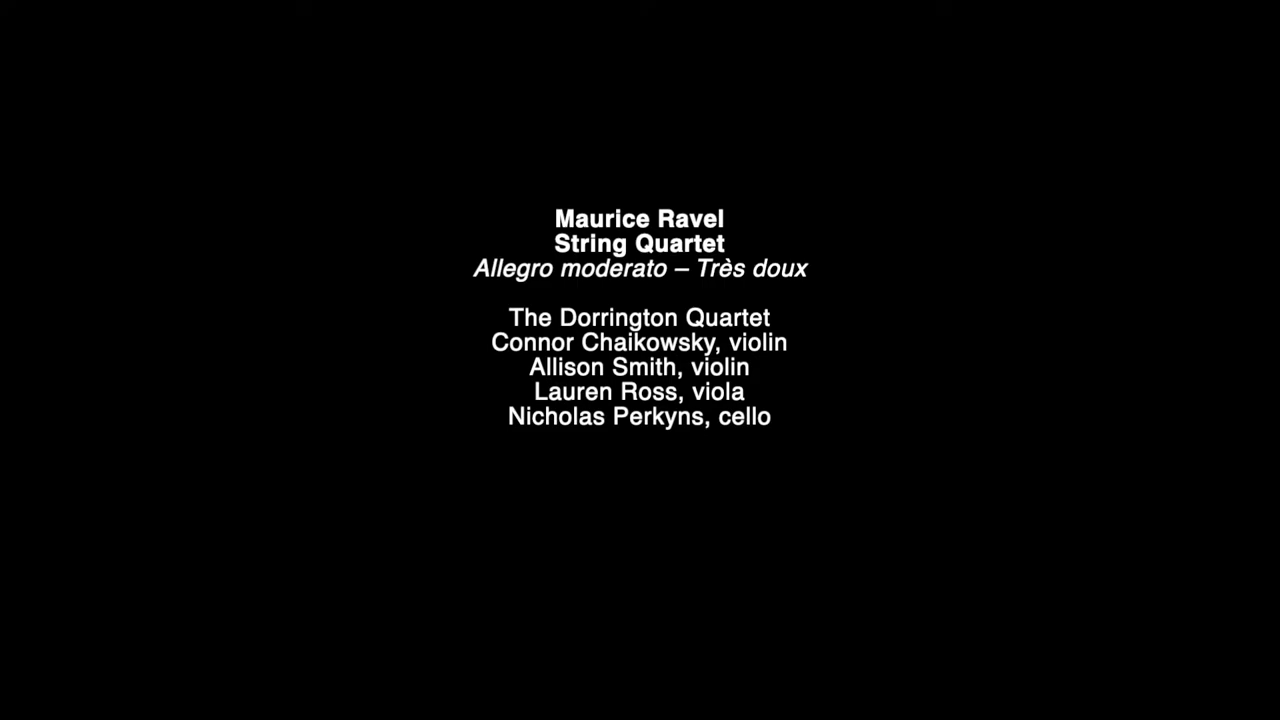 Maurice Ravel
String Quartet
Allegro moderato – Très doux
The Dorrington Quartet
Connor Chaikowsky, violin
Allison Smith, violin
Lauren Ross, viola
Nicholas Perkyns, cello